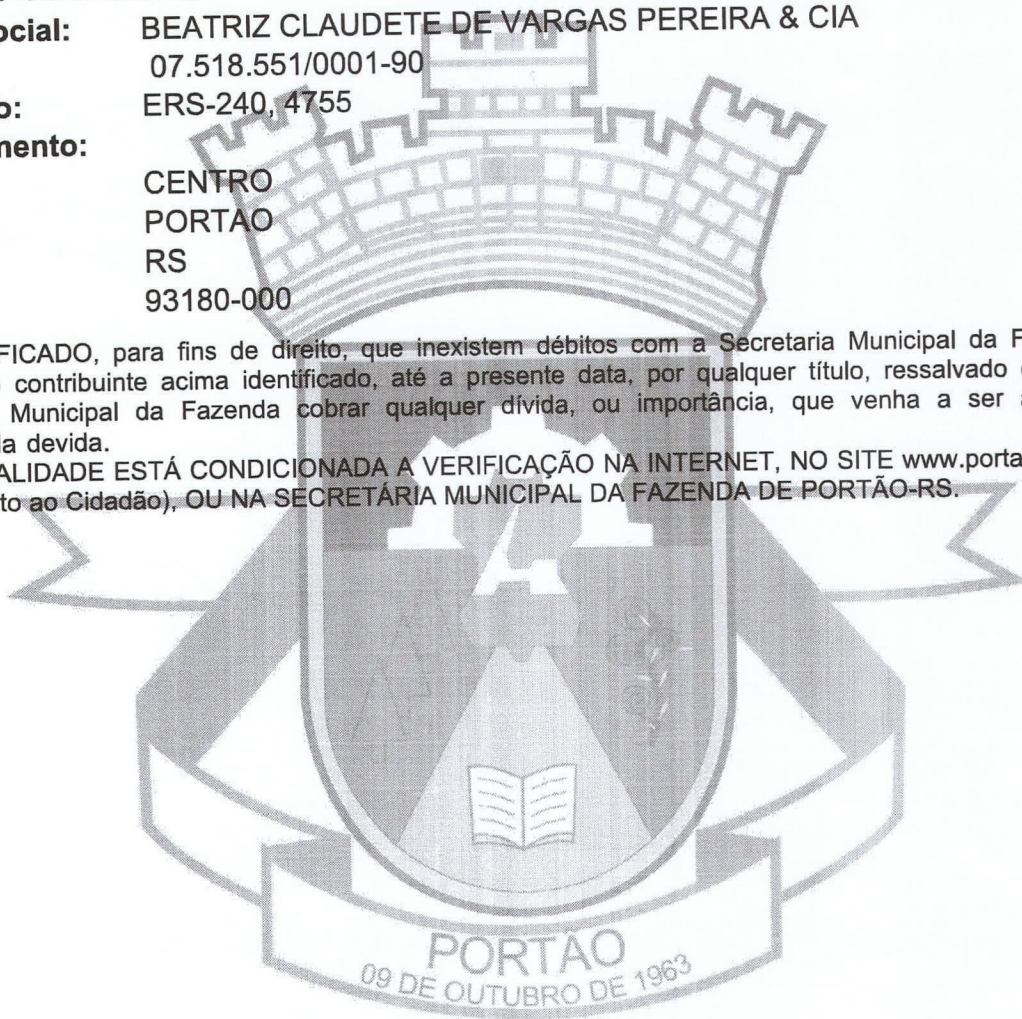 ocial: BEATRIZ CLAUDETE DE VARGAS PEREIRA & CIA
07.518.551/0001-90
o: ERS-240, 4755
mento:
CENTRO
PORTAO
RS
93180-000
FICADO, para fins de direito, que inexistem débitos com a Secretaria Municipal da F
contribuinte acima identificado, até a presente data, por qualquer título, ressalvado
Municipal da Fazenda cobrar qualquer dívida, ou importância, que venha a ser a
da devida.
ALIDADE ESTÁ CONDICIONADA A VERIFICAÇÃO NA INTERNET, NO SITE www.porta
to ao Cidadão), OU NA SECRETÁRIA MUNICIPAL DA FAZENDA DE PORTÃO-RS.
PORTÃO
09 DE OUTUBRO DE 1963